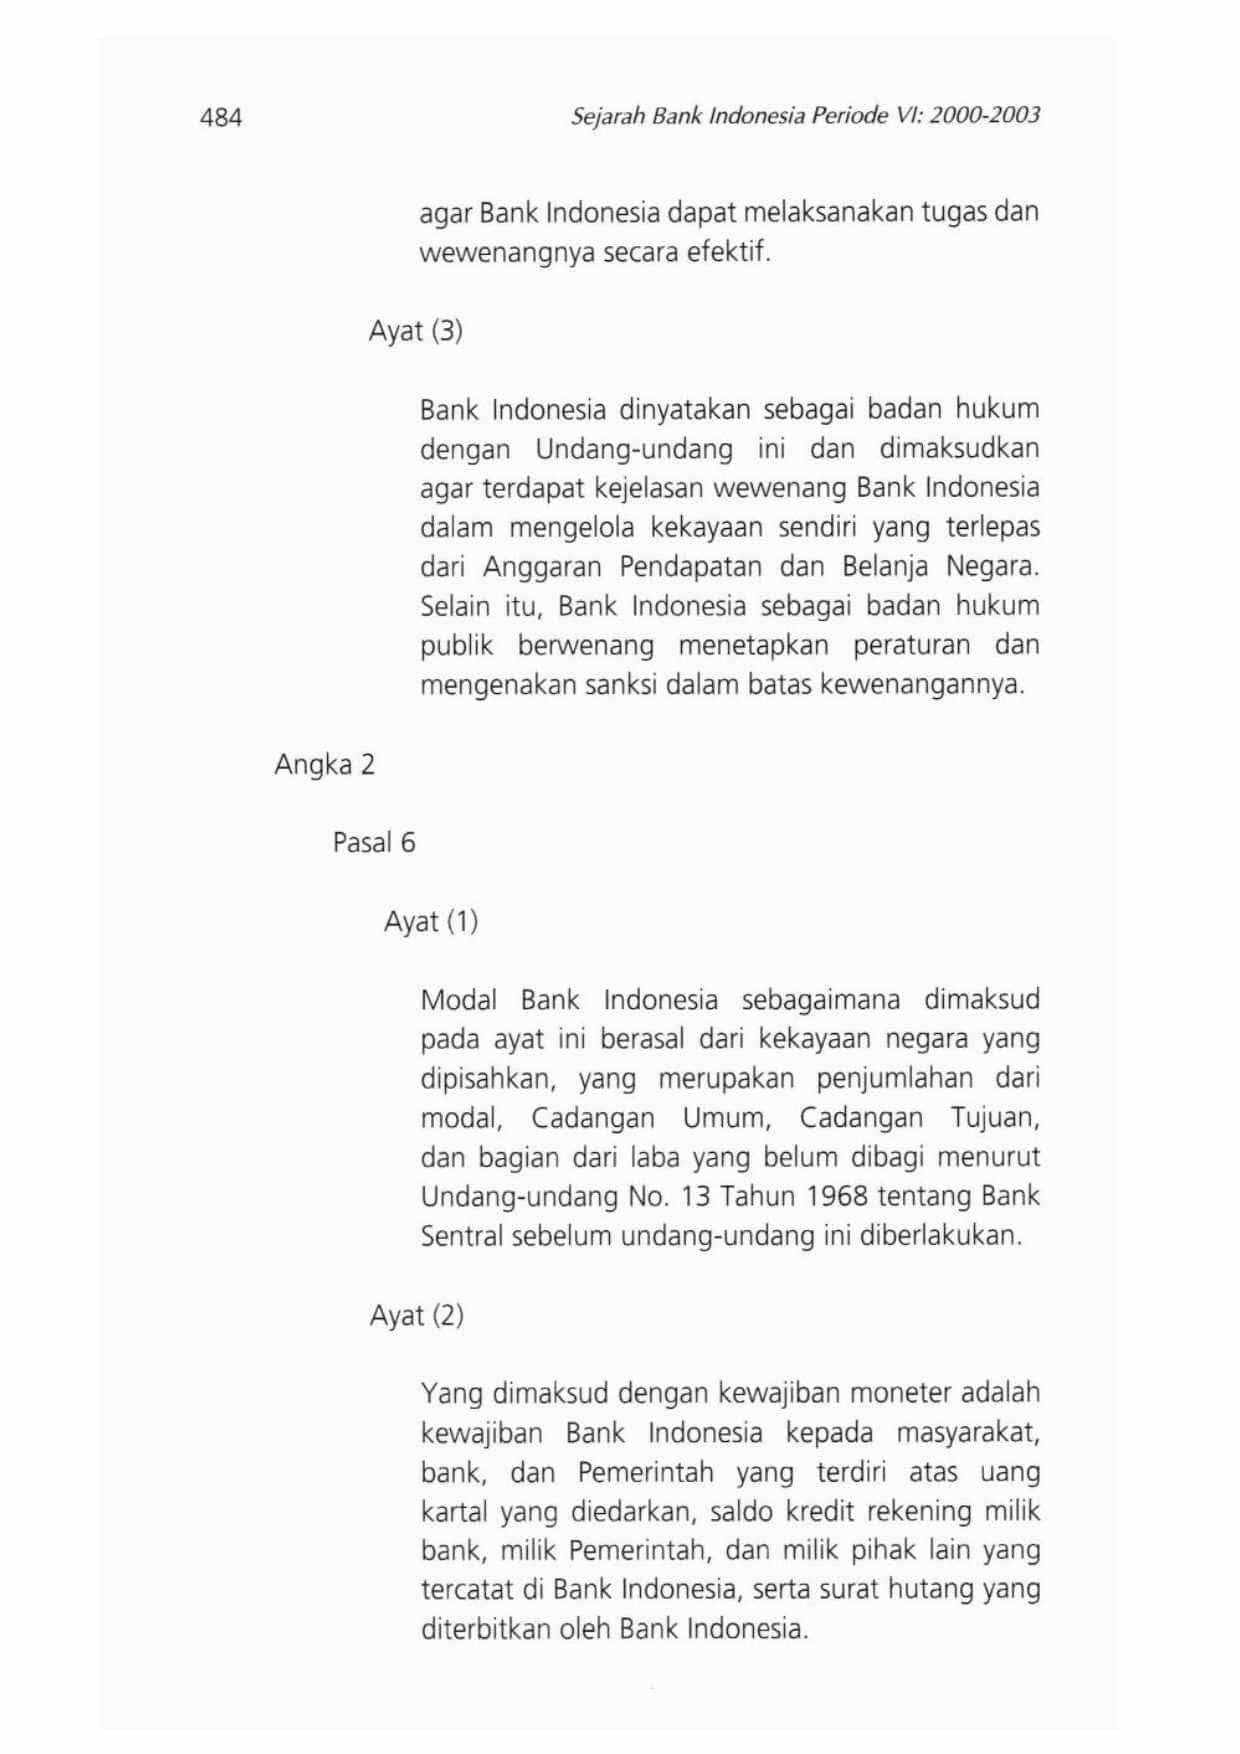 484
Sejarah Bank Indonesia Periode VI: 2000-2003
agar Bank Indonesia dapat melaksanakan tugas dan
wewenangnya secara efektif.
Ayat (3)
Bank Indonesia dinyatakan sebagai badan hukum
dengan Undang-undang ini dan dimaksudkan
agar terdapat kejelasan wewenang Bank Indonesia
dalam mengelola kekayaan sendiri yang terlepas
dari Anggaran Pendapatan dan Belanja Negara.
Selain itu, Bank Indonesia sebagai badan hukum
publik berwenang menetapkan peraturan dan
mengenakan sanksi dalam batas kewenangannya.
Angka 2
Pasal 6
Ayat (1)
Modal Bank Indonesia sebagaimana dimaksud
pada ayat ini berasal dari kekayaan negara yang
dipisahkan, yang merupakan penjumlahan dari
modal, Cadangan Umum, Cadangan Tujuan,
dan bagian dari laba yang belum dibagi menurut
Undang-undang No. 13 Tahun 1968 tentang Bank
Sentral sebelum undang-undang ini diberlakukan.
Ayat (2)
Yang dimaksud dengan kewajiban moneter adalah
kewajiban Bank Indonesia kepada masyarakat,
bank, dan Pemerintah yang terdiri atas uang
kartal yang diedarkan, saldo kredit rekening milik
bank, milik Pemerintah, dan milik pihak lain yang
tercatat di Bank Indonesia, serta surat hutang yang
diterbitkan oleh Bank Indonesia.